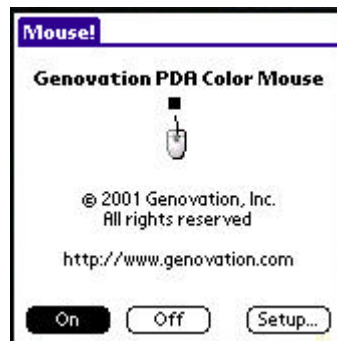 Mouse!
Genovation PDA Color Mouse
© 2001 Genovation, Inc.
All rights reserved
http://www.genovation.com
On Off Setup...